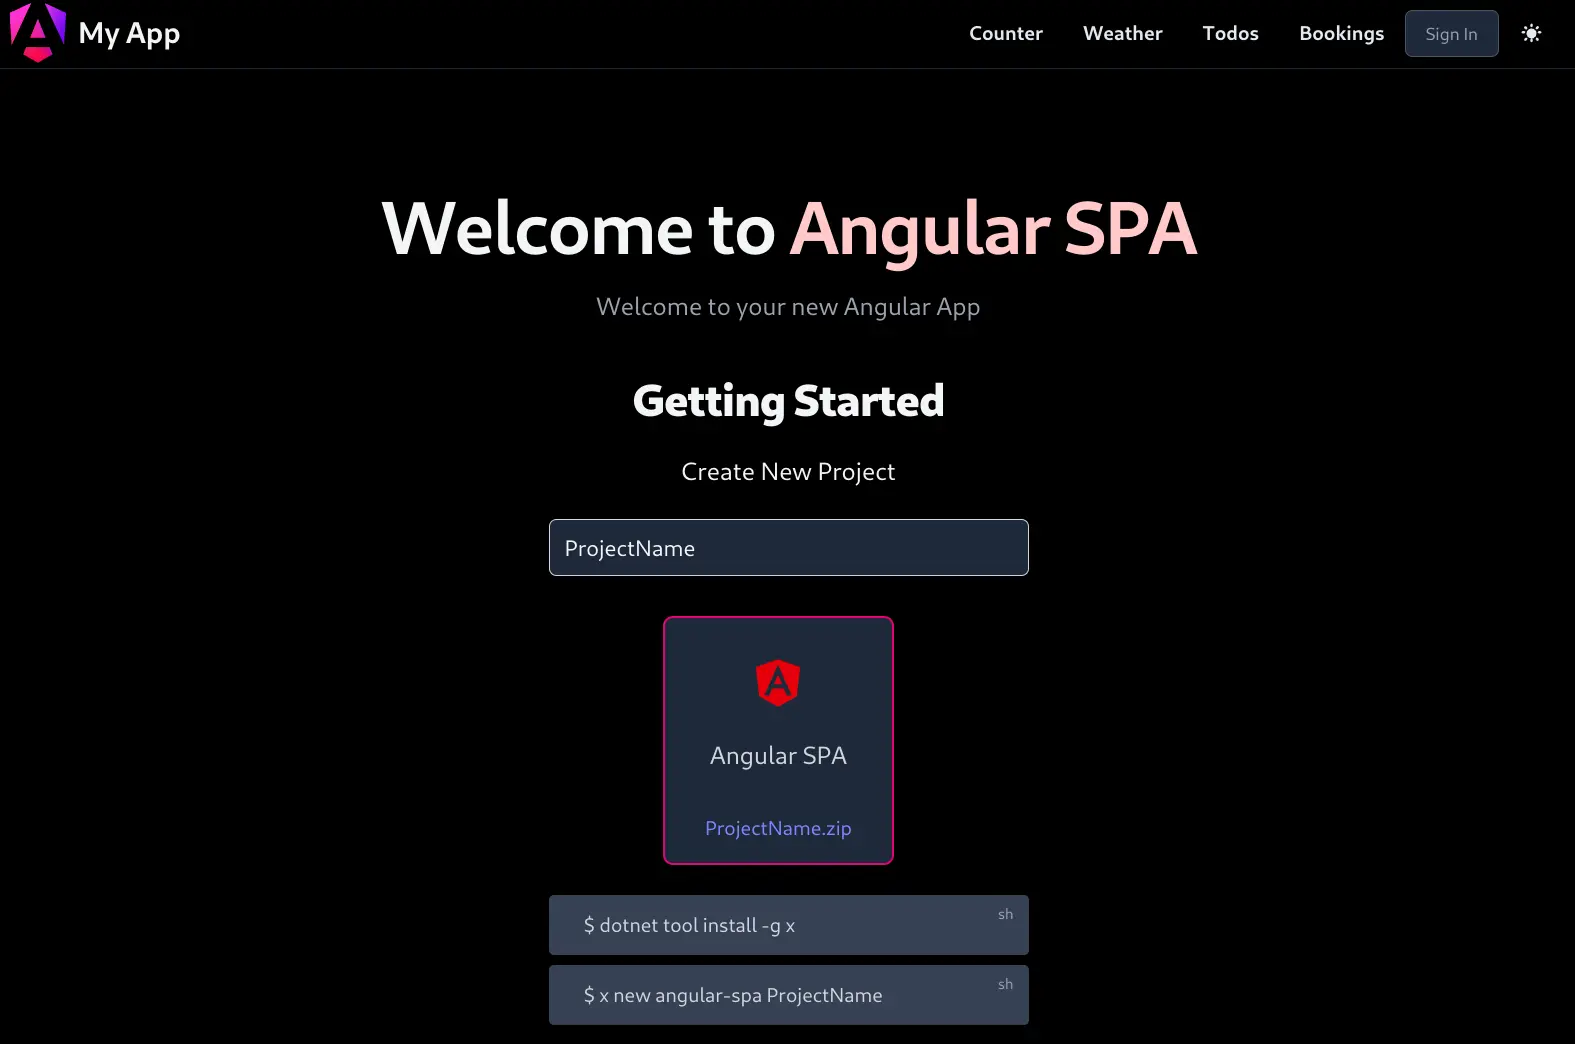 My App
Counter Weather Todos Bookings Sign In
Welcome to Angular SPA
Welcome to your new Angular App
Getting Started
Create New Project
ProjectName
Angular SPA
ProjectName.zip
$ dotnet tool install -g x sh
$ x new angular-spa ProjectName sh